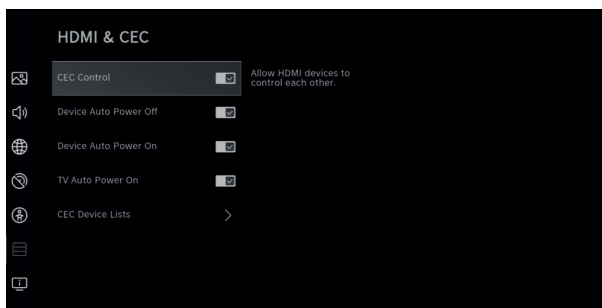 HDMI & CEC
CEC Control
Allow HDMI devices to
control each other.
Device Auto Power Off
Device Auto Power On
TV Auto Power On
CEC Device Lists